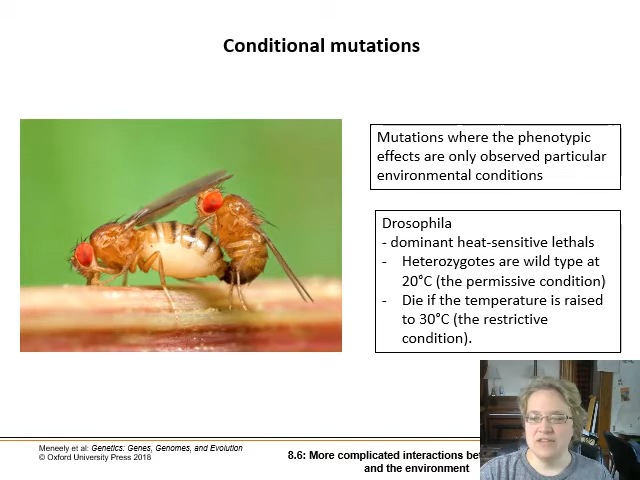 Conditional mutations
Mutations where the phenotypic
effects are only observed particular
environmental conditions
Drosophila
- dominant heat-sensitive lethals
- Heterozygotes are wild type at
20°C (the permissive condition)
- Die if the temperature is raised
to 30°C (the restrictive
condition).
Meneely et al: Genetics: Genes, Genomes, and Evolution
© Oxford University Press 2018
8.6: More complicated interactions
and the environment